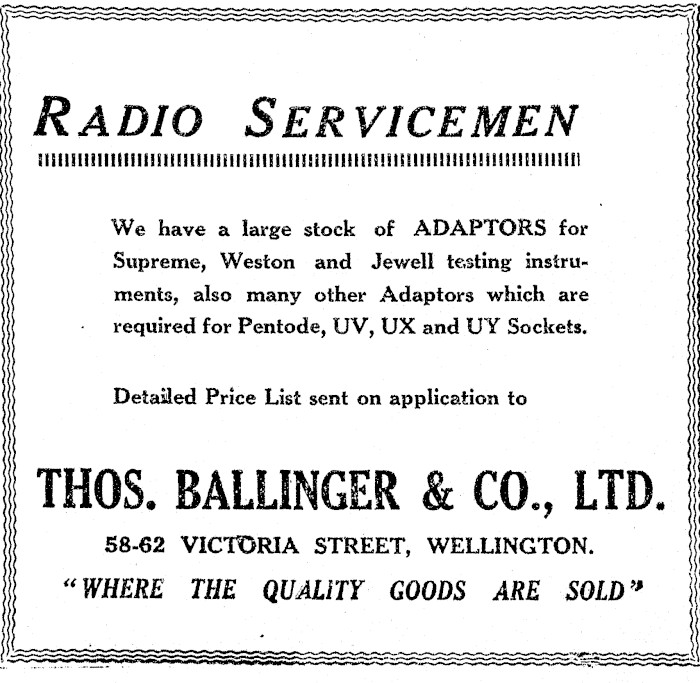 RADIO SERVICEMEN
We have a large stock of ADAPTORS for
Supreme, Weston and Jewell testing instru-
ments, also many other Adaptors which are
required for Pentode, UV, UX and UY Sockets.
Detailed Price List sent on application to
THOS. BALLINGER & CO., LTD.
58-62 VICTORIA STREET, WELLINGTON.
"WHERE THE QUALITY GOODS ARE SOLD"